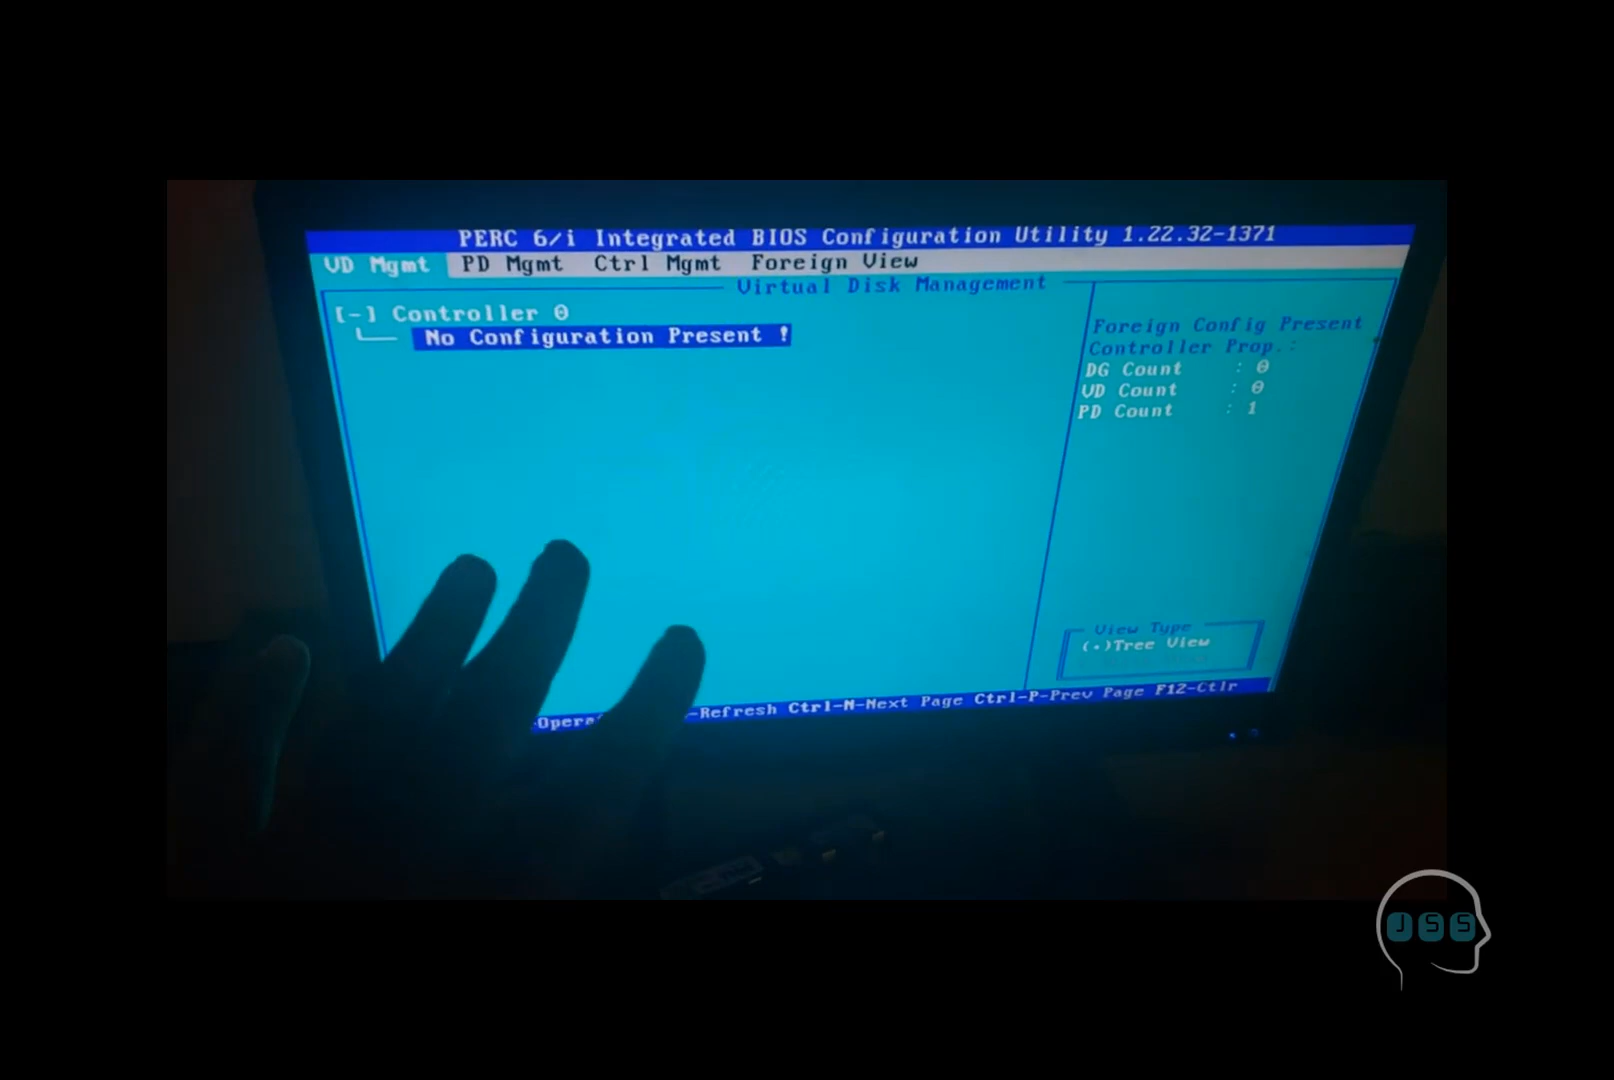 PERC 6/i Integrated BIOS Configuration Utility 1.22.32-1371
VD Mgmt PD Mgmt Ctrl Mgmt Foreign View
Virtual Disk Management
[-] Controller 0
No Configuration Present !
Foreign Config Present
Controller Prop.:
DG Count : 0
VD Count : 0
PD Count : 1
View Type
(•)Tree View
-Refresh Ctrl-N-Next Page Ctrl-P-Prev Page F12-Ctlr
JSS